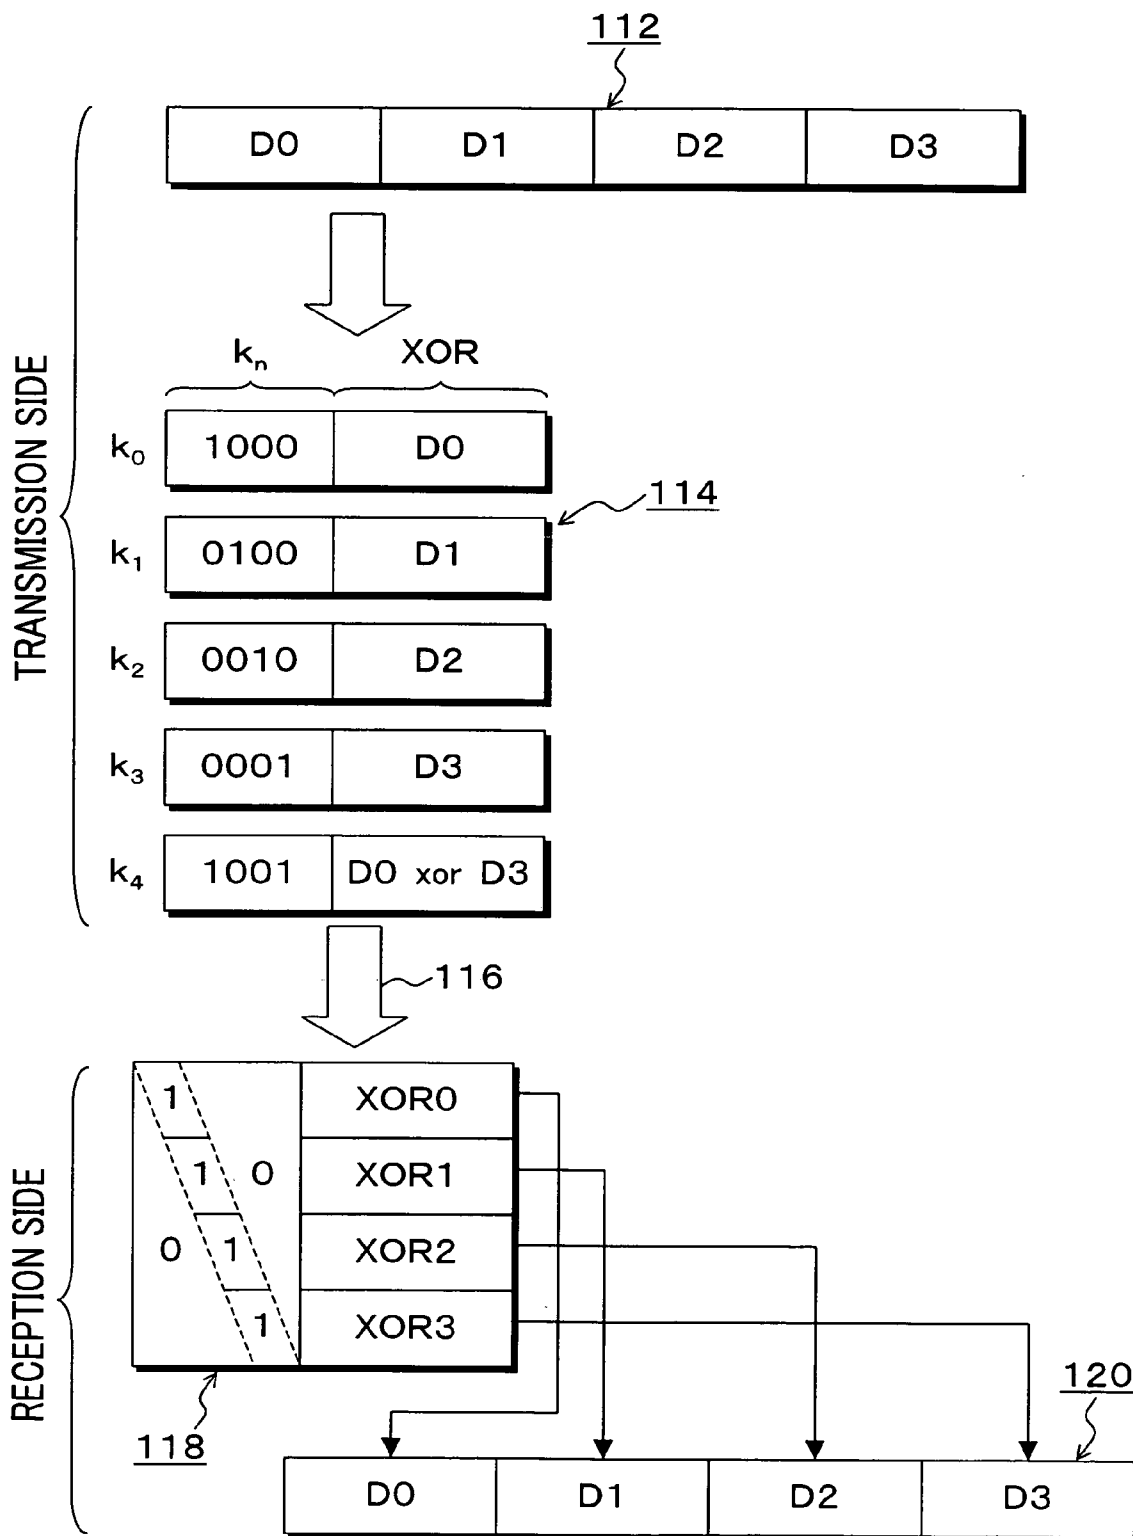 112
D0 D1 D2 D3
TRANSMISSION SIDE
kn XOR
k0 1000 D0
114
k1 0100 D1
k2 0010 D2
k3 0001 D3
k4 1001 D0 xor D3
116
RECEPTION SIDE
1 XOR0
1 0 XOR1
0 1 XOR2
1 XOR3
118
120
D0 D1 D2 D3